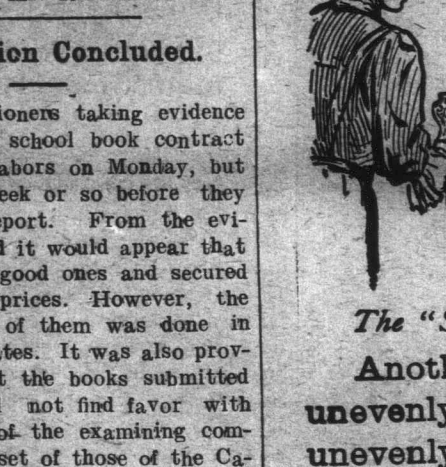 ion Concluded.
ioners taking evidence
school book contract
abors on Monday, but
eek or so before they
eport. From the evi-
d it would appear that
good ones and secured
prices. However, the
of them was done in
tes. It was also prov-
t the books submitted
not find favor with
of the examining com-
set of those of the Ca-
The "S
Anoth
unevenly
unevenly